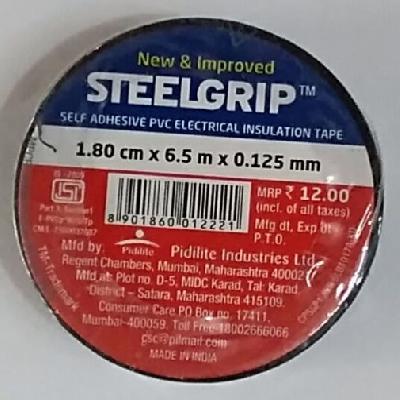 New & Improved
STEELGRIP™
SELF ADHESIVE PVC ELECTRICAL INSULATION TAPE
1.80 cm x 6.5 m x 0.125 mm
MRP ₹ 12.00
(incl. of all taxes)
Mfg dt, Exp dt:
P.T.O.
8 901860 012221
TM-Trademark
Mfd by:
Pidilite
Pidilite Industries Ltd.
Regent Chambers, Mumbai, Maharashtra 40002
Mfd at: Plot no. D-5, MIDC Karad, Tal: Karad,
District – Satara, Maharashtra 415109.
Consumer Care PO Box no. 17411,
Mumbai-400059. Toll Free-18002666066
csc@pilmail.com
MADE IN INDIA